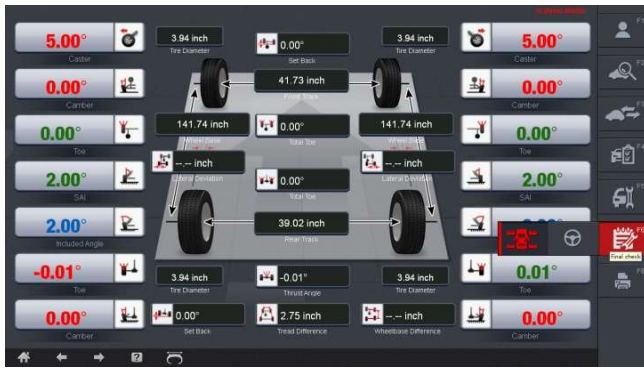 5.00°
Caster
3.94 inch
Tire Diameter
0.00°
Set Back
3.94 inch
Tire Diameter
5.00°
Caster
F1
0.00°
Camber
41.73 inch
Front Track
0.00°
Camber
F2
0.00°
Toe
141.74 inch
Wheel Base
0.00°
Total Toe
141.74 inch
Wheel Base
0.00°
Toe
2.00°
SAI
--.-- inch
Lateral Deviation
0.00°
Total Toe
--.-- inch
Lateral Deviation
2.00°
SAI
F4
F5
2.00°
Included Angle
39.02 inch
Rear Track
F6
Final check
-0.01°
Toe
3.94 inch
Tire Diameter
-0.01°
Thrust Angle
3.94 inch
Tire Diameter
0.01°
Toe
0.00°
Camber
0.00°
Set Back
2.75 inch
Tread Difference
--.-- inch
Wheelbase Difference
0.00°
Camber